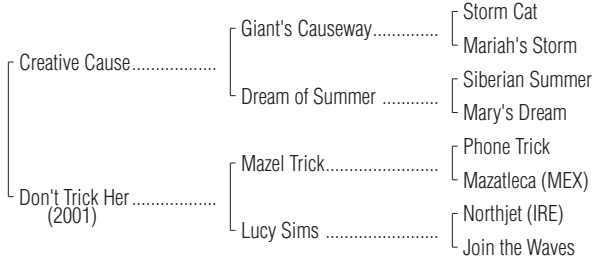 Storm Cat
Giant's Causeway..............
Mariah's Storm
Creative Cause..................
Siberian Summer
Dream of Summer ............
Mary's Dream
Phone Trick
Mazel Trick........................
Mazatleca (MEX)
Don't Trick Her ..................
(2001)
Northjet (IRE)
Lucy Sims ........................
Join the Waves